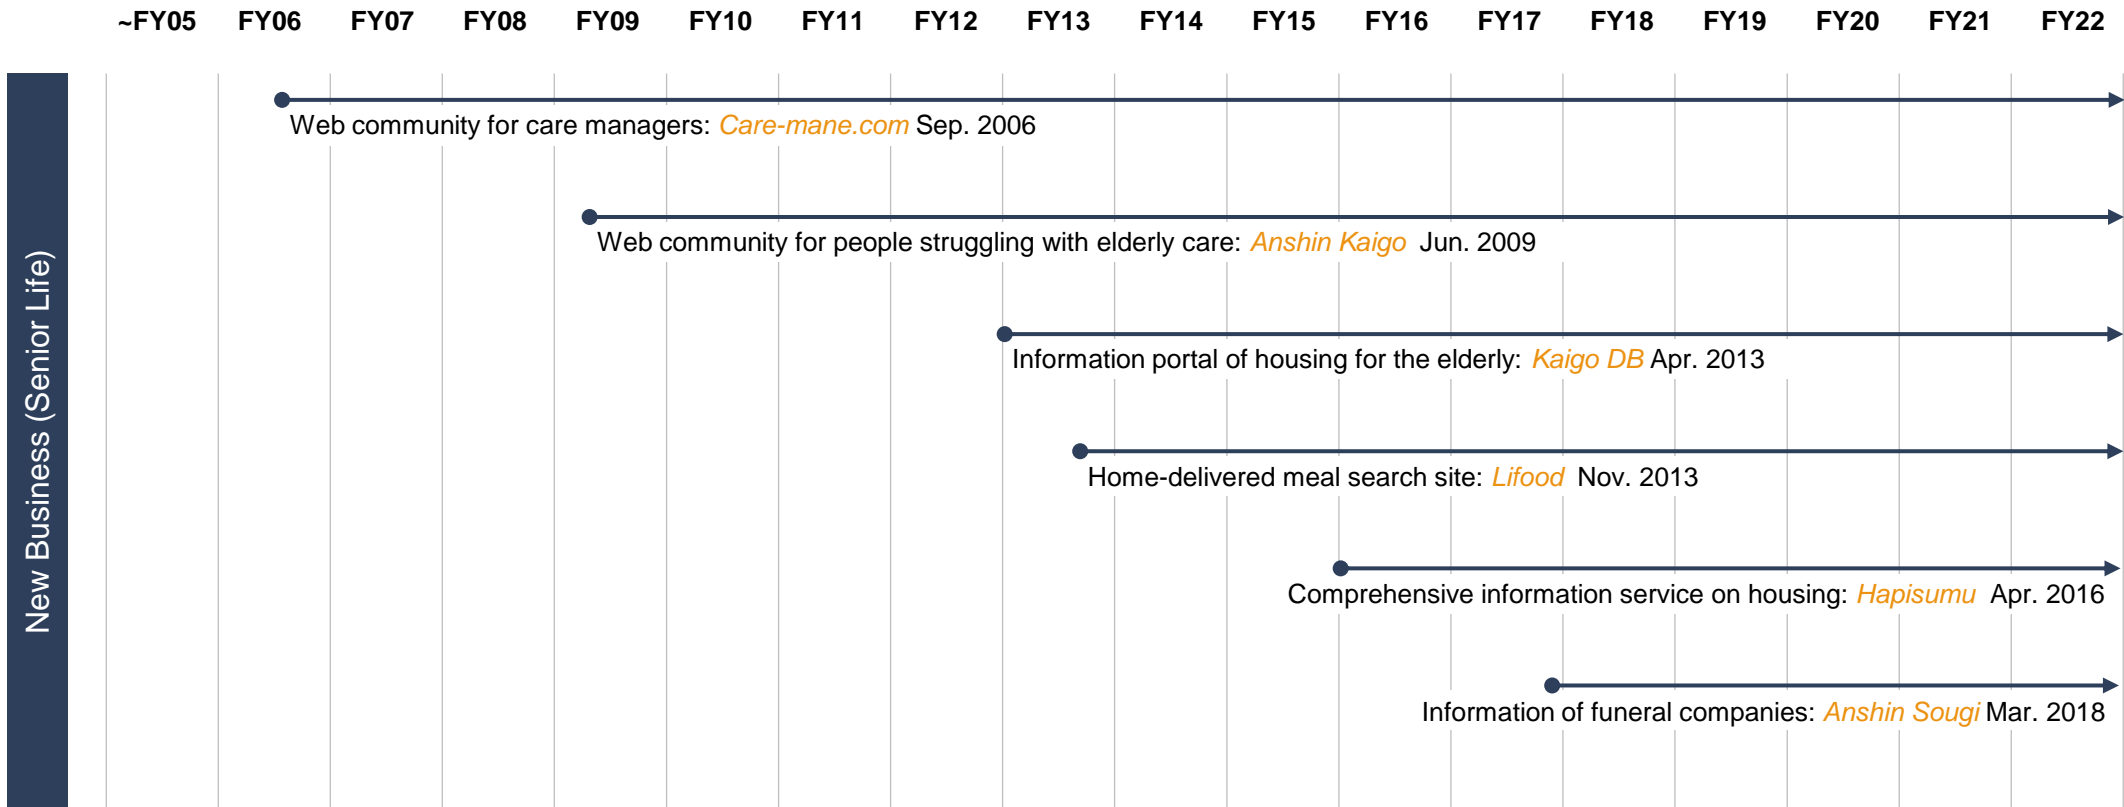 ~FY05 FY06 FY07 FY08 FY09 FY10 FY11 FY12 FY13 FY14 FY15 FY16 FY17 FY18 FY19 FY20 FY21 FY22
New Business (Senior Life)
Web community for care managers: Care-mane.com Sep. 2006
Web community for people struggling with elderly care: Anshin Kaigo Jun. 2009
Information portal of housing for the elderly: Kaigo DB Apr. 2013
Home-delivered meal search site: Lifood Nov. 2013
Comprehensive information service on housing: Hapisumu Apr. 2016
Information of funeral companies: Anshin Sougi Mar. 2018